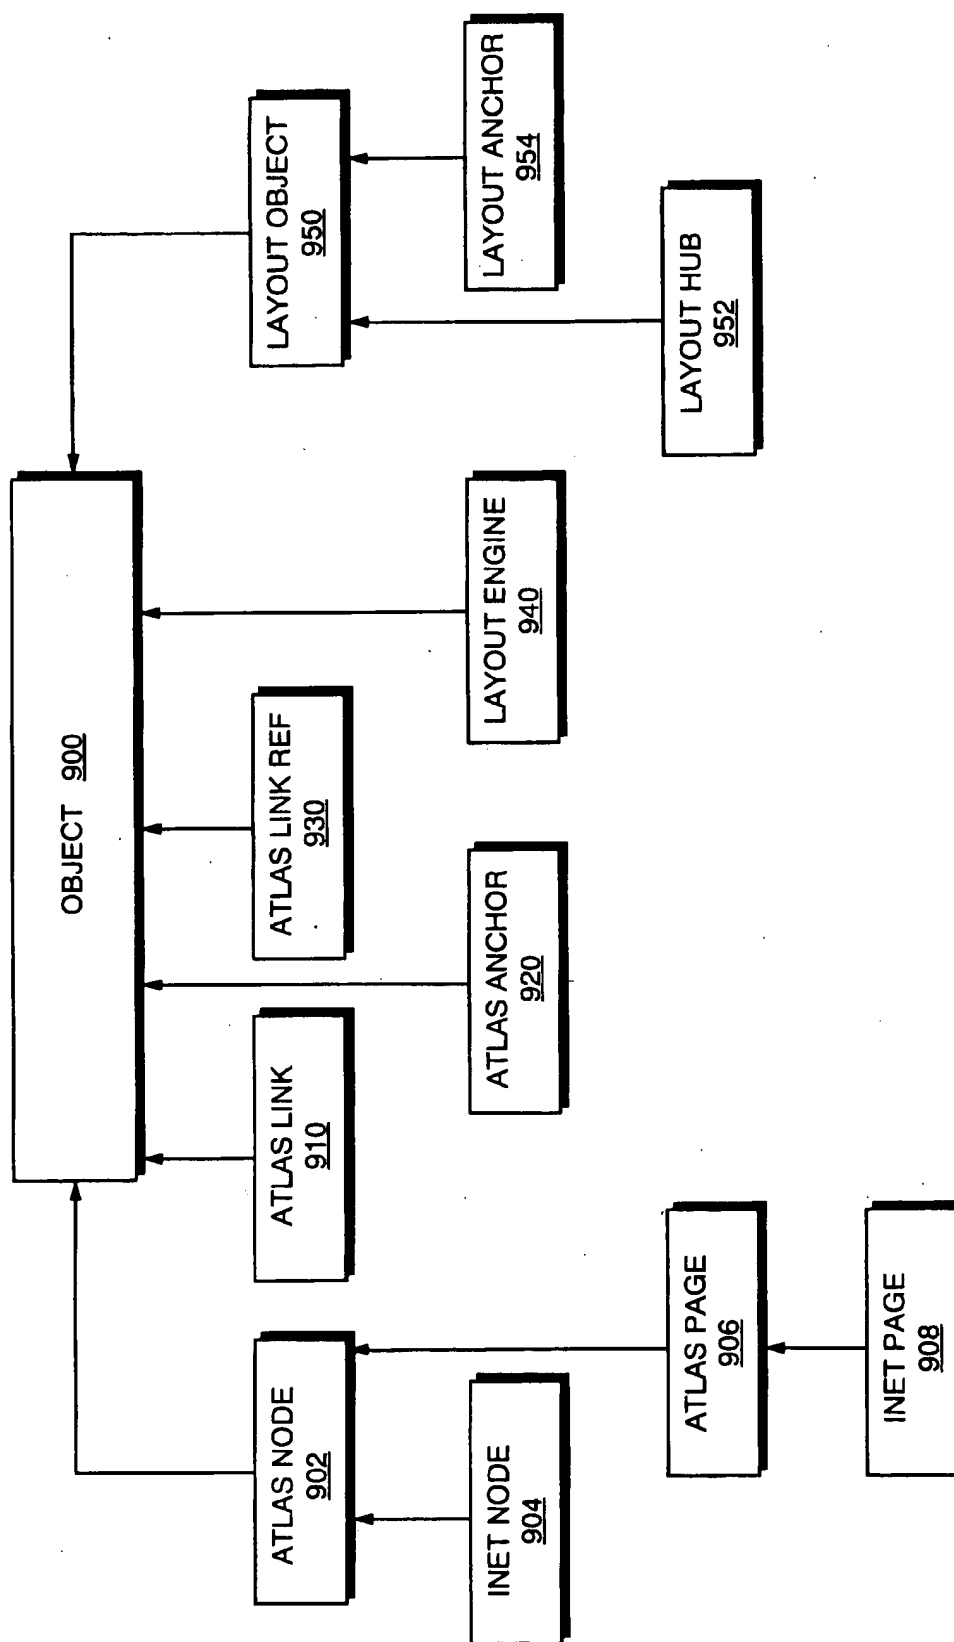 OBJECT 900
ATLAS NODE
902
ATLAS LINK
910
ATLAS LINK REF
930
LAYOUT OBJECT
950
INET NODE
904
ATLAS ANCHOR
920
LAYOUT ENGINE
940
LAYOUT ANCHOR
954
ATLAS PAGE
906
LAYOUT HUB
952
INET PAGE
908